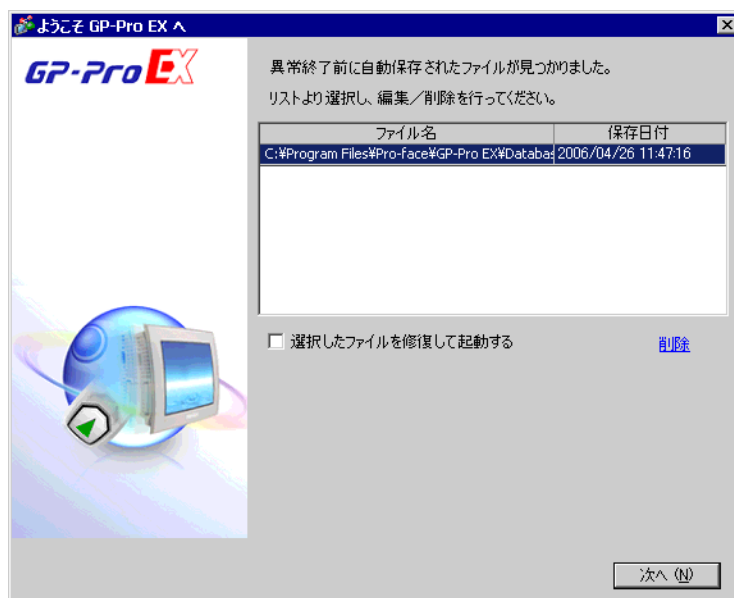 ようこそ GP-Pro EX へ
GP-Pro EX
異常終了前に自動保存されたファイルが見つかりました。
リストより選択し、編集／削除を行ってください。
ファイル名 保存日付
C:¥Program Files¥Pro-face¥GP-Pro EX¥Databas 2006/04/26 11:47:16
選択したファイルを修復して起動する 削除
次へ (N)